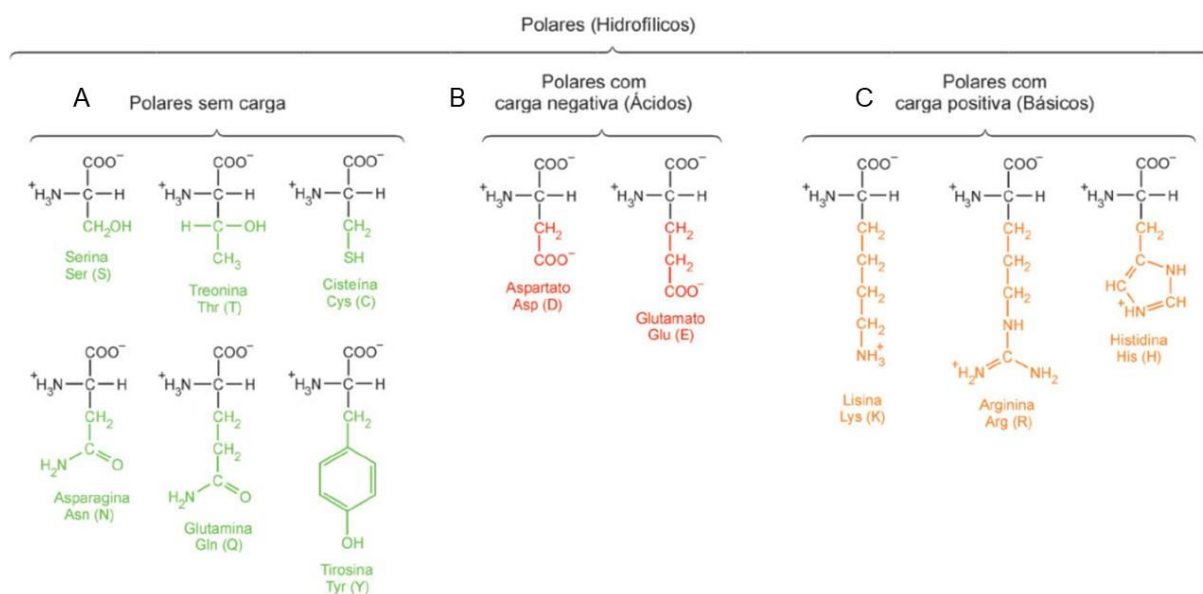 Polares (Hidrofílicos)
A
Polares sem carga
COO⁻
⁺H₃N—C—H
CH₂OH
Serina
Ser (S)
COO⁻
⁺H₃N—C—H
H—C—OH
CH₃
Treonina
Thr (T)
COO⁻
⁺H₃N—C—H
CH₂
SH
Cisteína
Cys (C)
COO⁻
⁺H₃N—C—H
CH₂
C
H₂N O
Asparagina
Asn (N)
COO⁻
⁺H₃N—C—H
CH₂
CH₂
C
H₂N O
Glutamina
Gln (Q)
COO⁻
⁺H₃N—C—H
CH₂
OH
Tirosina
Tyr (Y)
B
Polares com
carga negativa (Ácidos)
COO⁻
⁺H₃N—C—H
CH₂
COO⁻
Aspartato
Asp (D)
COO⁻
⁺H₃N—C—H
CH₂
CH₂
COO⁻
Glutamato
Glu (E)
C
Polares com
carga positiva (Básicos)
COO⁻
⁺H₃N—C—H
CH₂
CH₂
CH₂
CH₂
NH₃⁺
Lisina
Lys (K)
COO⁻
⁺H₃N—C—H
CH₂
CH₂
CH₂
NH
C
⁺H₂N NH₂
Arginina
Arg (R)
COO⁻
⁺H₃N—C—H
CH₂
C—NH
HC CH
⁺HN
Histidina
His (H)